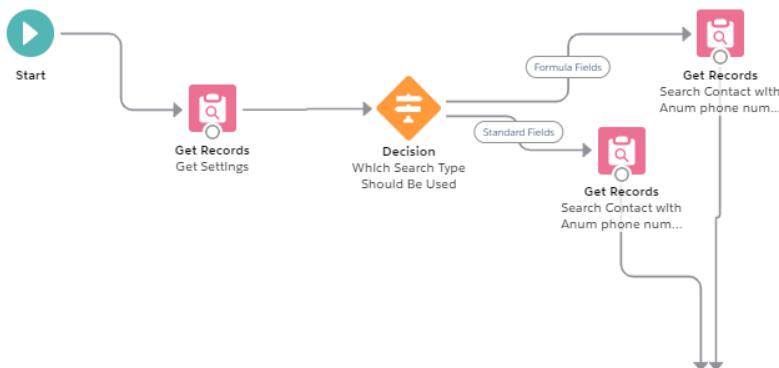 Start
Get Records
Get Settings
Decision
Which Search Type
Should Be Used
Formula Fields
Standard Fields
Get Records
Search Contact with
Anum phone num...
Get Records
Search Contact with
Anum phone num...